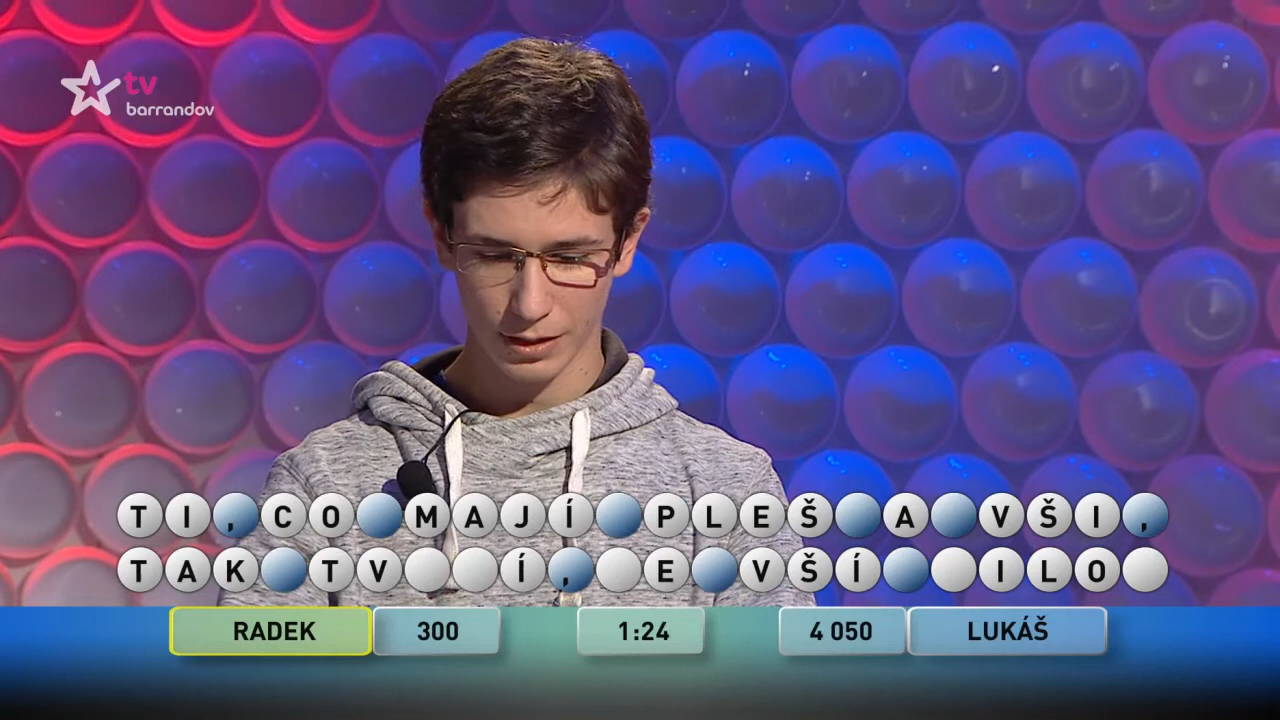 tv
barrandov
TI, CO MAJÍ PLEŠ A VŠI,
TAK TV  Í,  E VŠÍ  ILO
RADEK 300 1:24 4 050 LUKÁŠ